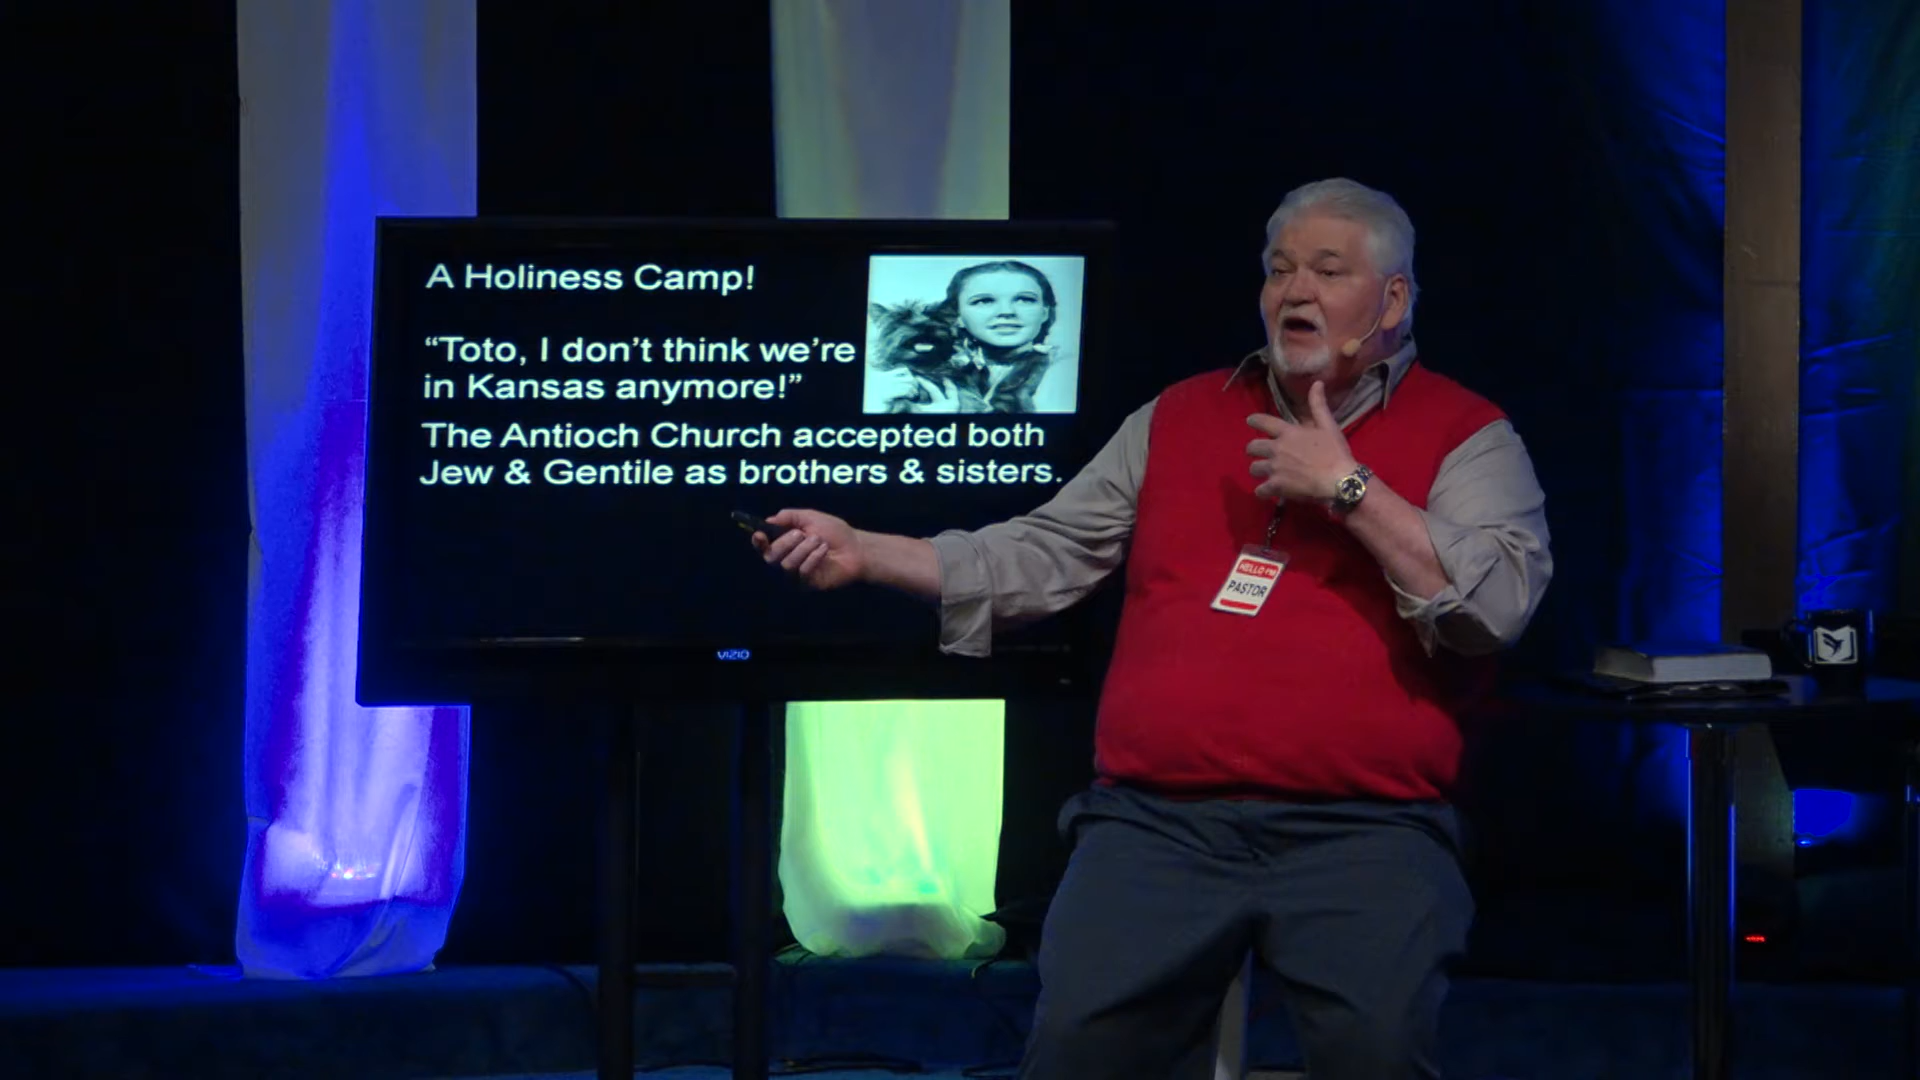 A Holiness Camp!
“Toto, I don’t think we’re
in Kansas anymore!”
The Antioch Church accepted both
Jew & Gentile as brothers & sisters.
VIZIO
HELLO I'M
PASTOR